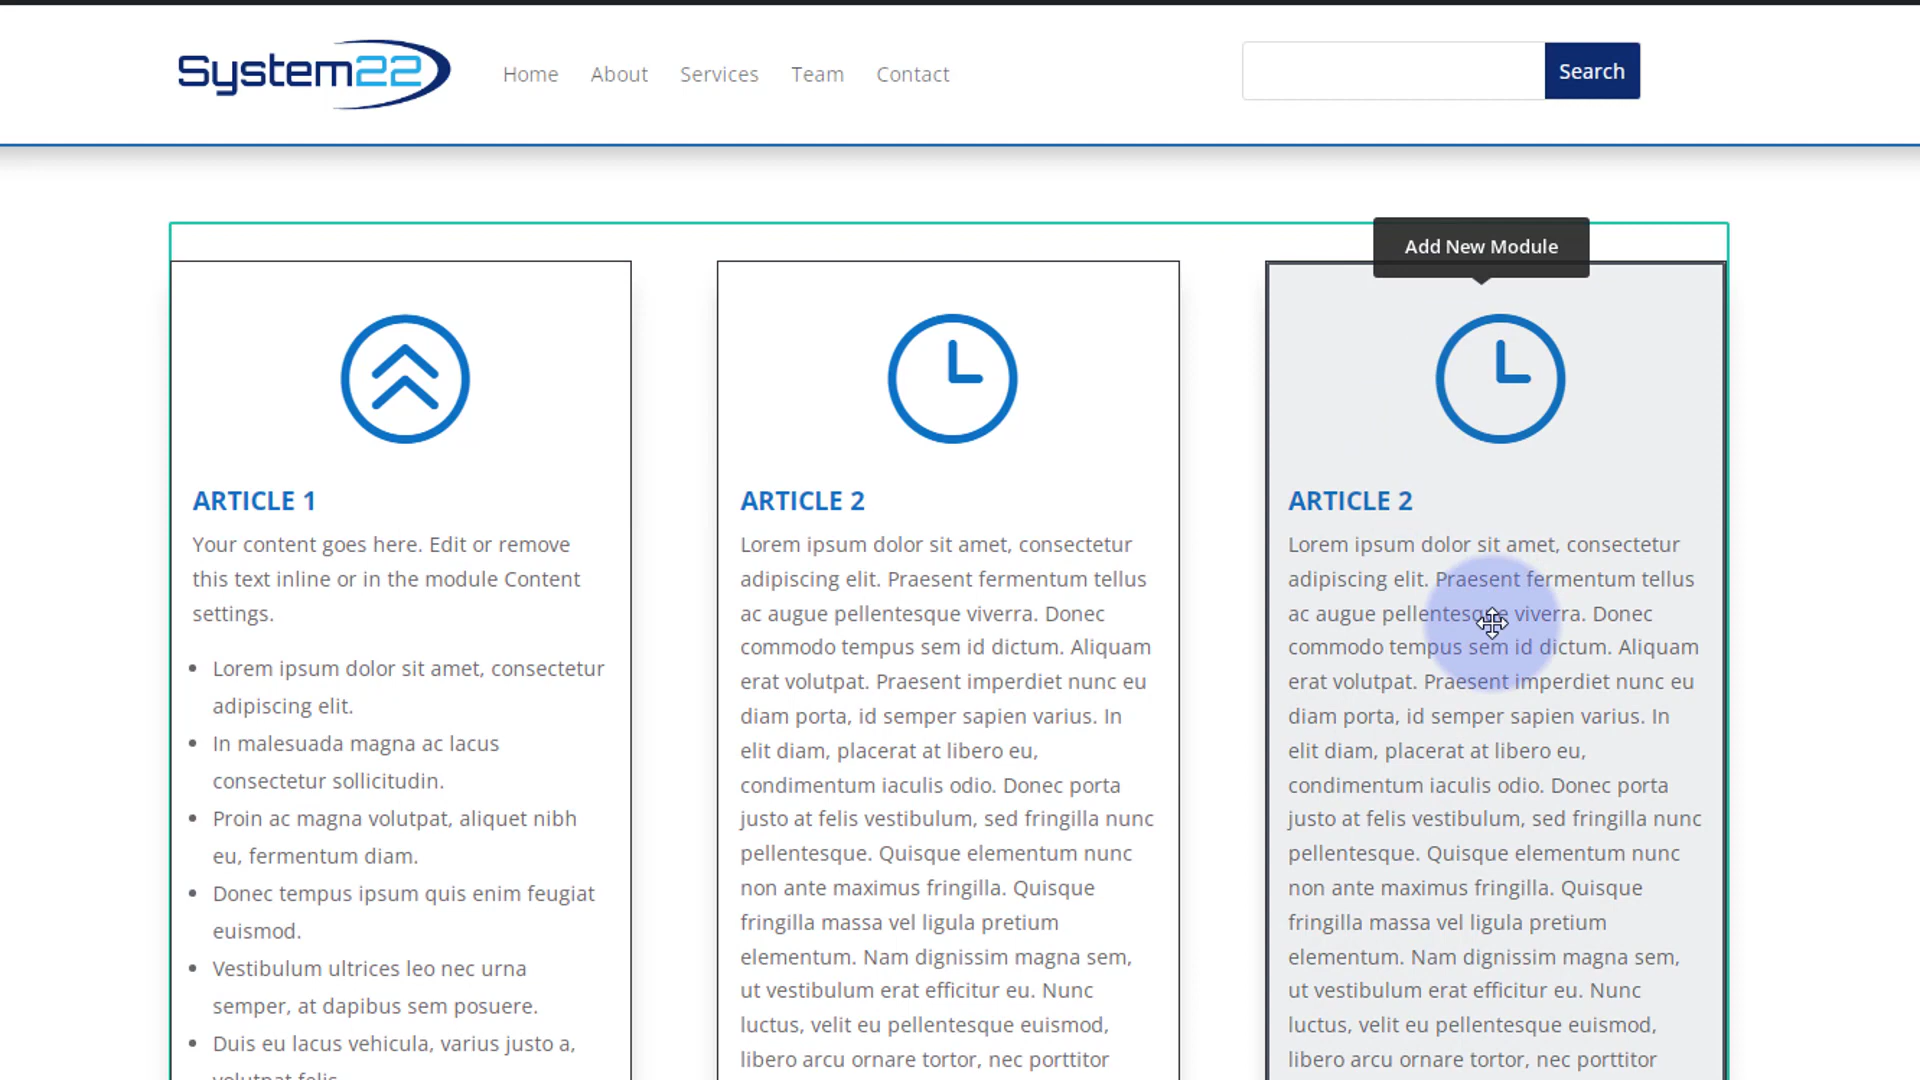 System22
Home
About
Services
Team
Contact
Search
Add New Module
ARTICLE 1
Your content goes here. Edit or remove
this text inline or in the module Content
settings.
• Lorem ipsum dolor sit amet, consectetur
adipiscing elit.
• In malesuada magna ac lacus
consectetur sollicitudin.
• Proin ac magna volutpat, aliquet nibh
eu, fermentum diam.
• Donec tempus ipsum quis enim feugiat
euismod.
• Vestibulum ultrices leo nec urna
semper, at dapibus sem posuere.
• Duis eu lacus vehicula, varius justo a,
volutpat felis.
ARTICLE 2
Lorem ipsum dolor sit amet, consectetur
adipiscing elit. Praesent fermentum tellus
ac augue pellentesque viverra. Donec
commodo tempus sem id dictum. Aliquam
erat volutpat. Praesent imperdiet nunc eu
diam porta, id semper sapien varius. In
elit diam, placerat at libero eu,
condimentum iaculis odio. Donec porta
justo at felis vestibulum, sed fringilla nunc
pellentesque. Quisque elementum nunc
non ante maximus fringilla. Quisque
fringilla massa vel ligula pretium
elementum. Nam dignissim magna sem,
ut vestibulum erat efficitur eu. Nunc
luctus, velit eu pellentesque euismod,
libero arcu ornare tortor, nec porttitor
ARTICLE 2
Lorem ipsum dolor sit amet, consectetur
adipiscing elit. Praesent fermentum tellus
ac augue pellentesque viverra. Donec
commodo tempus sem id dictum. Aliquam
erat volutpat. Praesent imperdiet nunc eu
diam porta, id semper sapien varius. In
elit diam, placerat at libero eu,
condimentum iaculis odio. Donec porta
justo at felis vestibulum, sed fringilla nunc
pellentesque. Quisque elementum nunc
non ante maximus fringilla. Quisque
fringilla massa vel ligula pretium
elementum. Nam dignissim magna sem,
ut vestibulum erat efficitur eu. Nunc
luctus, velit eu pellentesque euismod,
libero arcu ornare tortor, nec porttitor